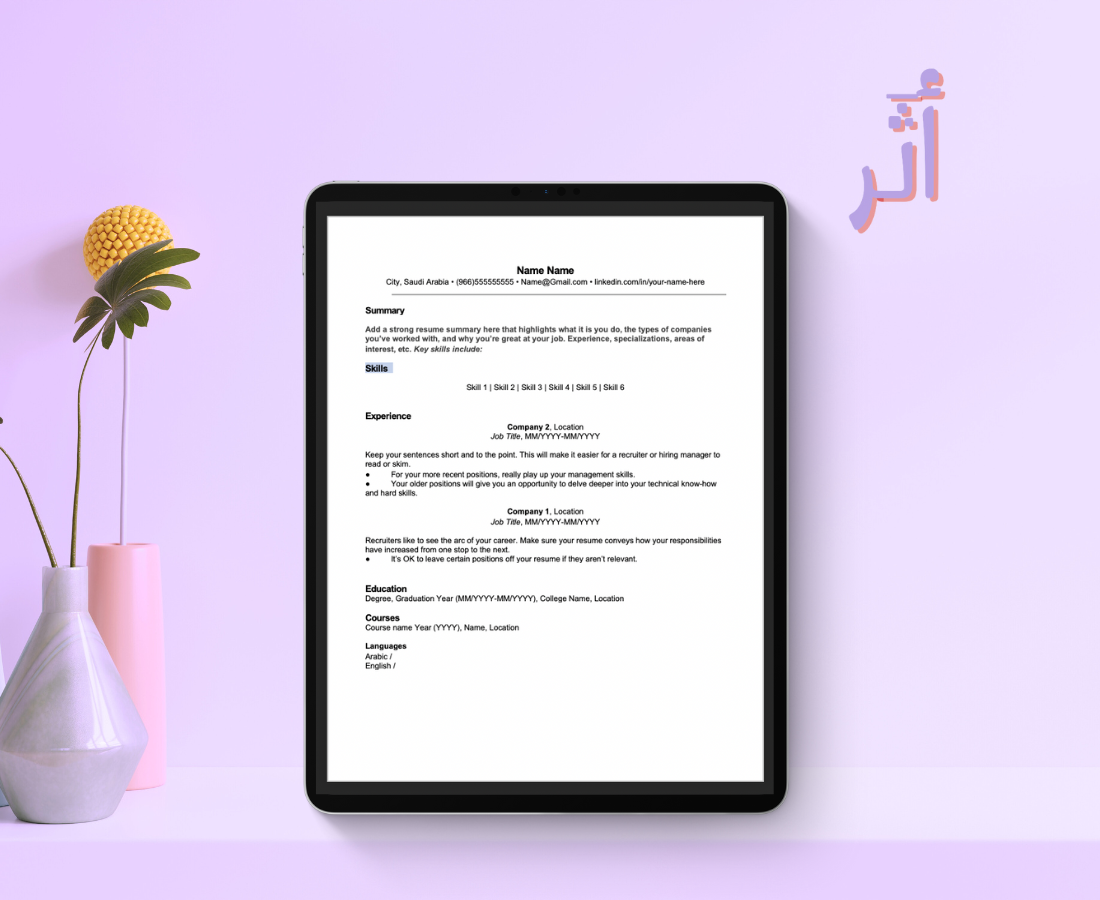 أثر
Name Name
City, Saudi Arabia • (966)555555555 • Name@Gmail.com • linkedin.com/in/your-name-here
Summary
Add a strong resume summary here that highlights what it is you do, the types of companies
you've worked with, and why you're great at your job. Experience, specializations, areas of
interest, etc. Key skills include:
Skills
Skill 1 | Skill 2 | Skill 3 | Skill 4 | Skill 5 | Skill 6
Experience
Company 2, Location
Job Title, MM/YYYY-MM/YYYY
Keep your sentences short and to the point. This will make it easier for a recruiter or hiring manager to
read or skim.
● For your more recent positions, really play up your management skills.
● Your older positions will give you an opportunity to delve deeper into your technical know-how
and hard skills.
Company 1, Location
Job Title, MM/YYYY-MM/YYYY
Recruiters like to see the arc of your career. Make sure your resume conveys how your responsibilities
have increased from one stop to the next.
● It's OK to leave certain positions off your resume if they aren't relevant.
Education
Degree, Graduation Year (MM/YYYY-MM/YYYY), College Name, Location
Courses
Course name Year (YYYY), Name, Location
Languages
Arabic /
English /